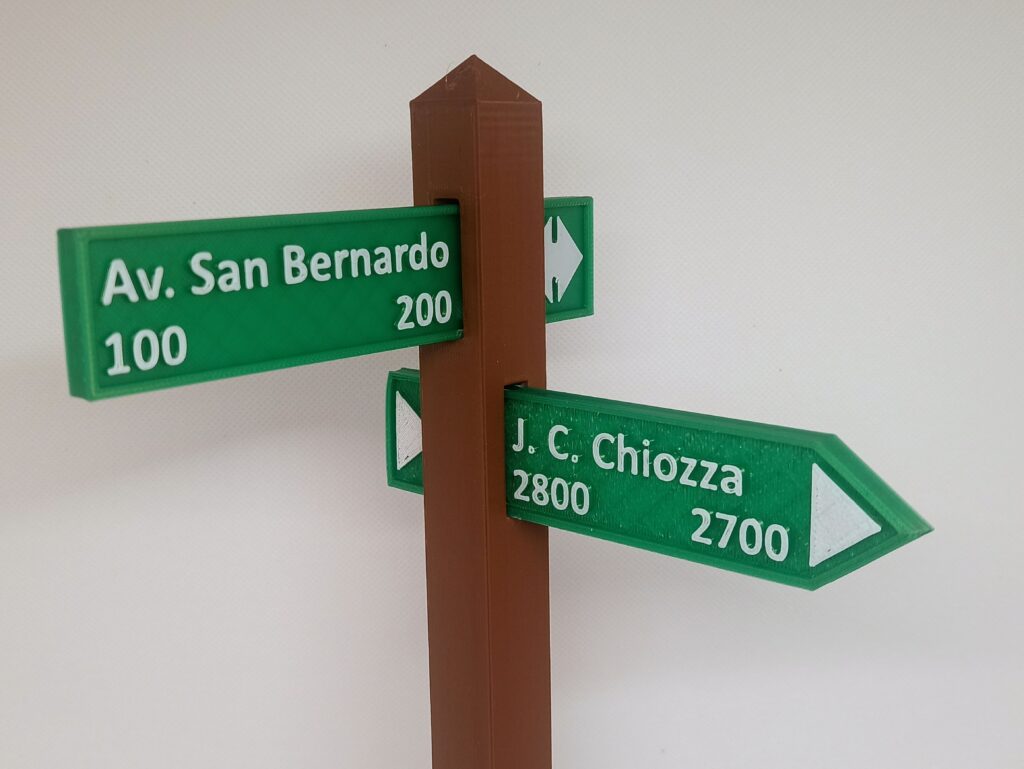 Av. San Bernardo
100 200
J. C. Chiozza
2800 2700